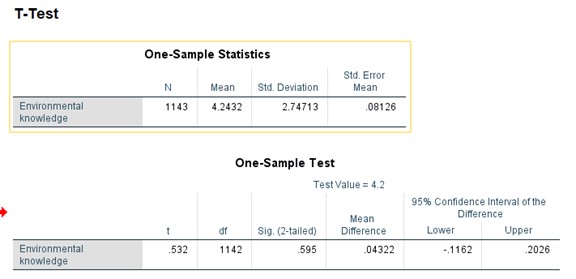 T-Test
One-Sample Statistics
N Mean Std. Deviation Std. Error Mean
Environmental knowledge 1143 4.2432 2.74713 .08126
One-Sample Test
Test Value = 4.2
95% Confidence Interval of the Difference
t df Sig. (2-tailed) Mean Difference Lower Upper
Environmental knowledge .532 1142 .595 .04322 -.1162 .2026